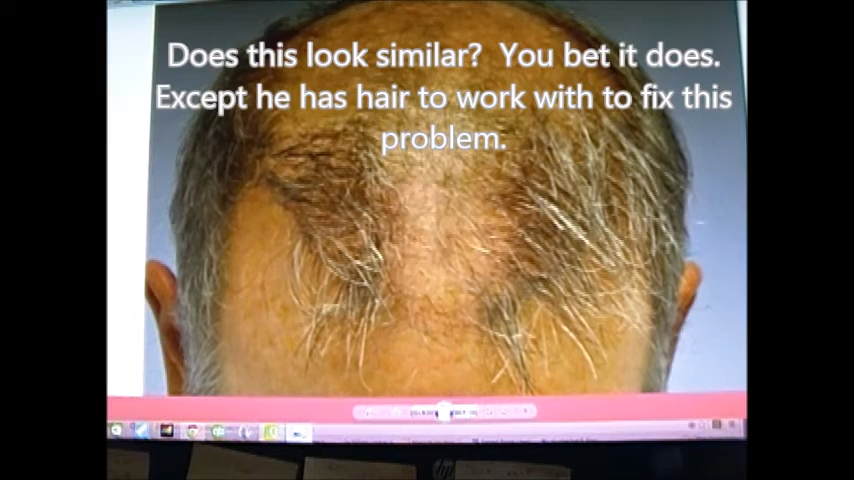 Does this look similar? You bet it does.
Except he has hair to work with to fix this
problem.
hp